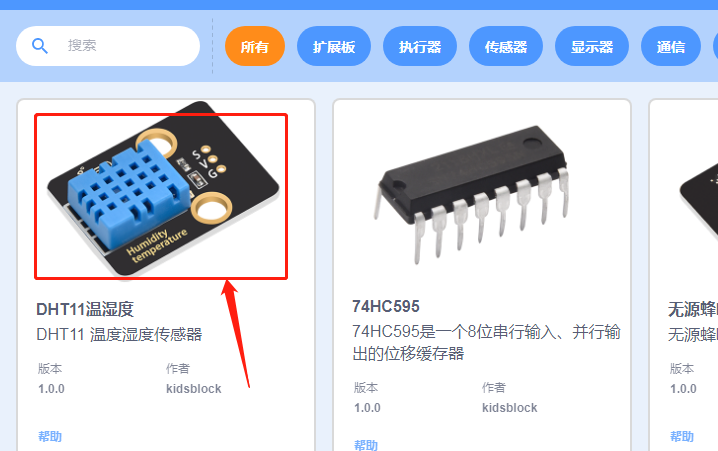 搜索
所有
扩展板
执行器
传感器
显示器
通信
S
V
G
Humidity
temperature
DHT11温湿度
DHT11 温度湿度传感器
版本
作者
1.0.0
kidsblock
帮助
74HC595
74HC595是一个8位串行输入、并行输
出的位移缓存器
版本
作者
1.0.0
kidsblock
帮助
无源蜂
无源蜂
版本
1.0.0
帮助